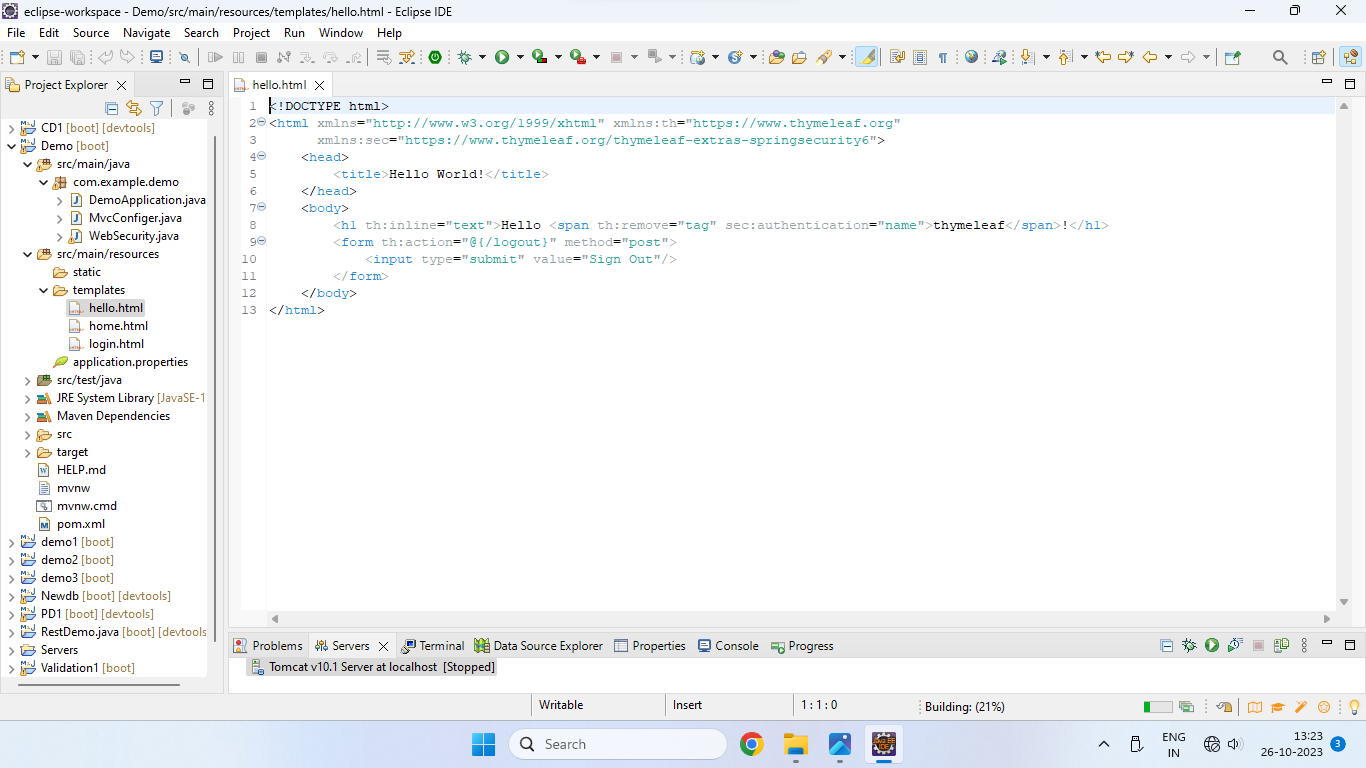 eclipse-workspace - Demo/src/main/resources/templates/hello.html - Eclipse IDE
File Edit Source Navigate Search Project Run Window Help
Project Explorer
CD1 [boot] [devtools]
Demo [boot]
src/main/java
com.example.demo
DemoApplication.java
MvcConfiger.java
WebSecurity.java
src/main/resources
static
templates
hello.html
home.html
login.html
application.properties
src/test/java
JRE System Library [JavaSE-1
Maven Dependencies
src
target
HELP.md
mvnw
mvnw.cmd
pom.xml
demo1 [boot]
demo2 [boot]
demo3 [boot]
Newdb [boot] [devtools]
PD1 [boot] [devtools]
RestDemo.java [boot] [devtools
Servers
Validation1 [boot]
hello.html
1 <!DOCTYPE html>
2 <html xmlns="http://www.w3.org/1999/xhtml" xmlns:th="https://www.thymeleaf.org"
3 xmlns:sec="https://www.thymeleaf.org/thymeleaf-extras-springsecurity6">
4 <head>
5 <title>Hello World!</title>
6 </head>
7 <body>
8 <h1 th:inline="text">Hello <span th:remove="tag" sec:authentication="name">thymeleaf</span>!</h1>
9 <form th:action="@{/logout}" method="post">
10 <input type="submit" value="Sign Out"/>
11 </form>
12 </body>
13 </html>
Problems Servers Terminal Data Source Explorer Properties Console Progress
Tomcat v10.1 Server at localhost [Stopped]
Writable Insert 1 : 1 : 0 Building: (21%)
Search
ENG
IN
13:23
26-10-2023
3